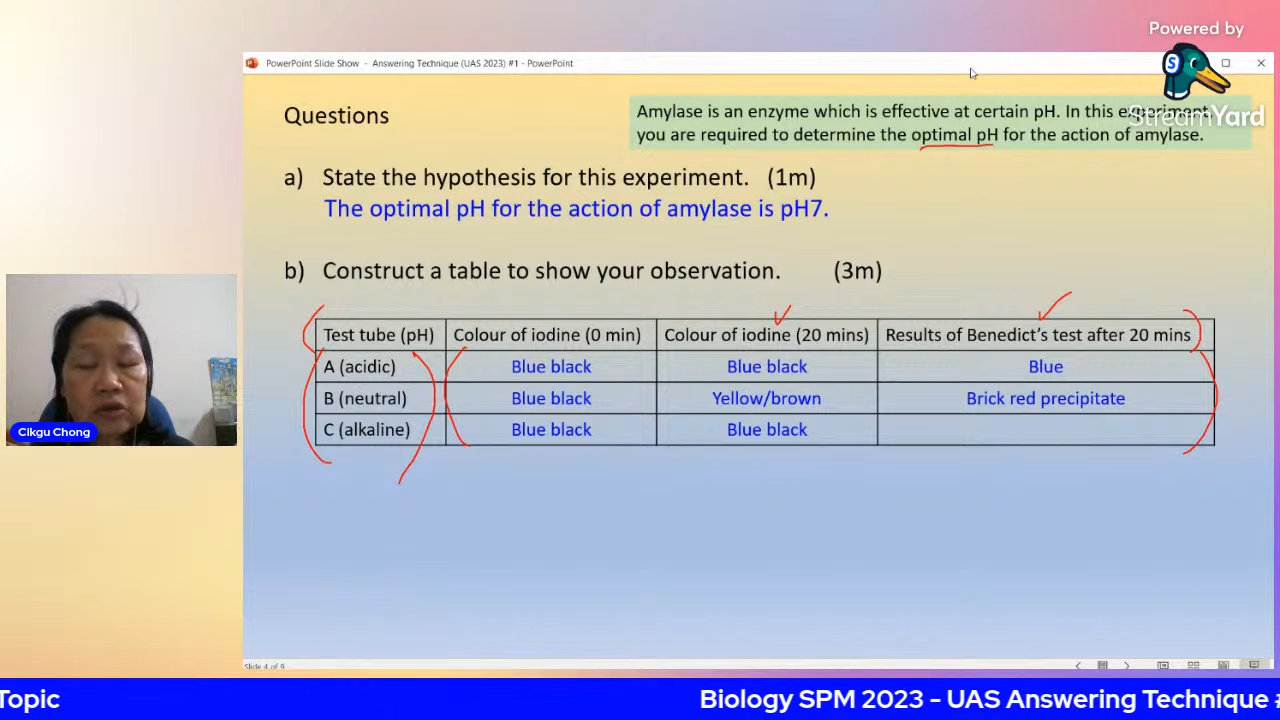 Powered by
StreamYard
PowerPoint Slide Show - Answering Technique (UAS 2023) #1 - PowerPoint
Questions
Amylase is an enzyme which is effective at certain pH. In this experiment,
you are required to determine the optimal pH for the action of amylase.
a) State the hypothesis for this experiment. (1m)
The optimal pH for the action of amylase is pH7.
b) Construct a table to show your observation. (3m)
Test tube (pH) Colour of iodine (0 min) Colour of iodine (20 mins) Results of Benedict's test after 20 mins
A (acidic) Blue black Blue black Blue
B (neutral) Blue black Yellow/brown Brick red precipitate
C (alkaline) Blue black Blue black
Cikgu Chong
Slide 4 of 9
Topic Biology SPM 2023 - UAS Answering Technique